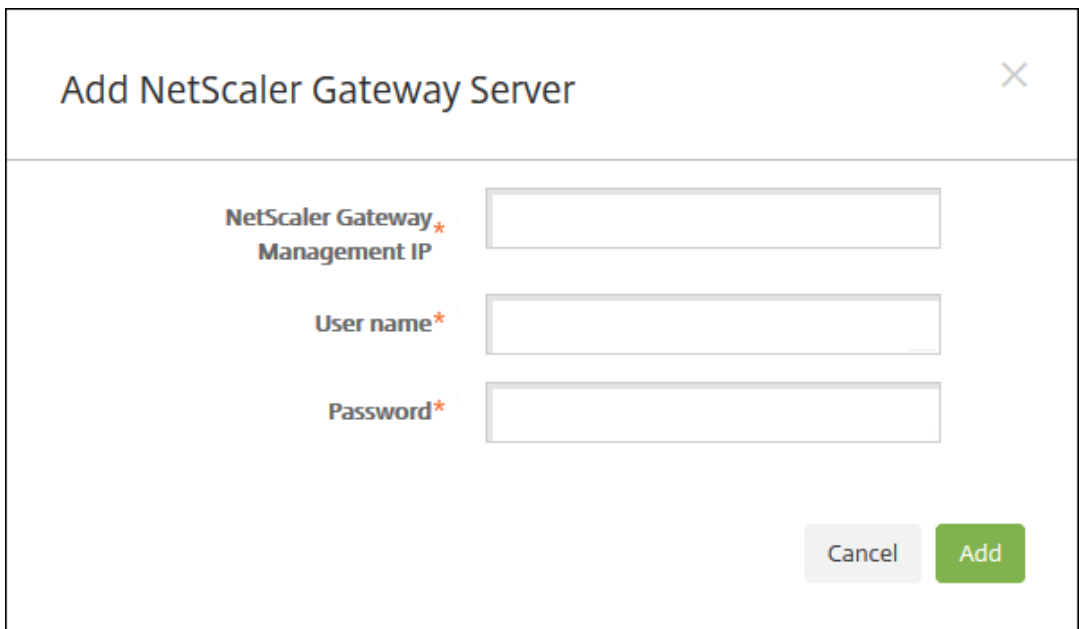 Add NetScaler Gateway Server
NetScaler Gateway*
Management IP
User name*
Password*
Cancel
Add